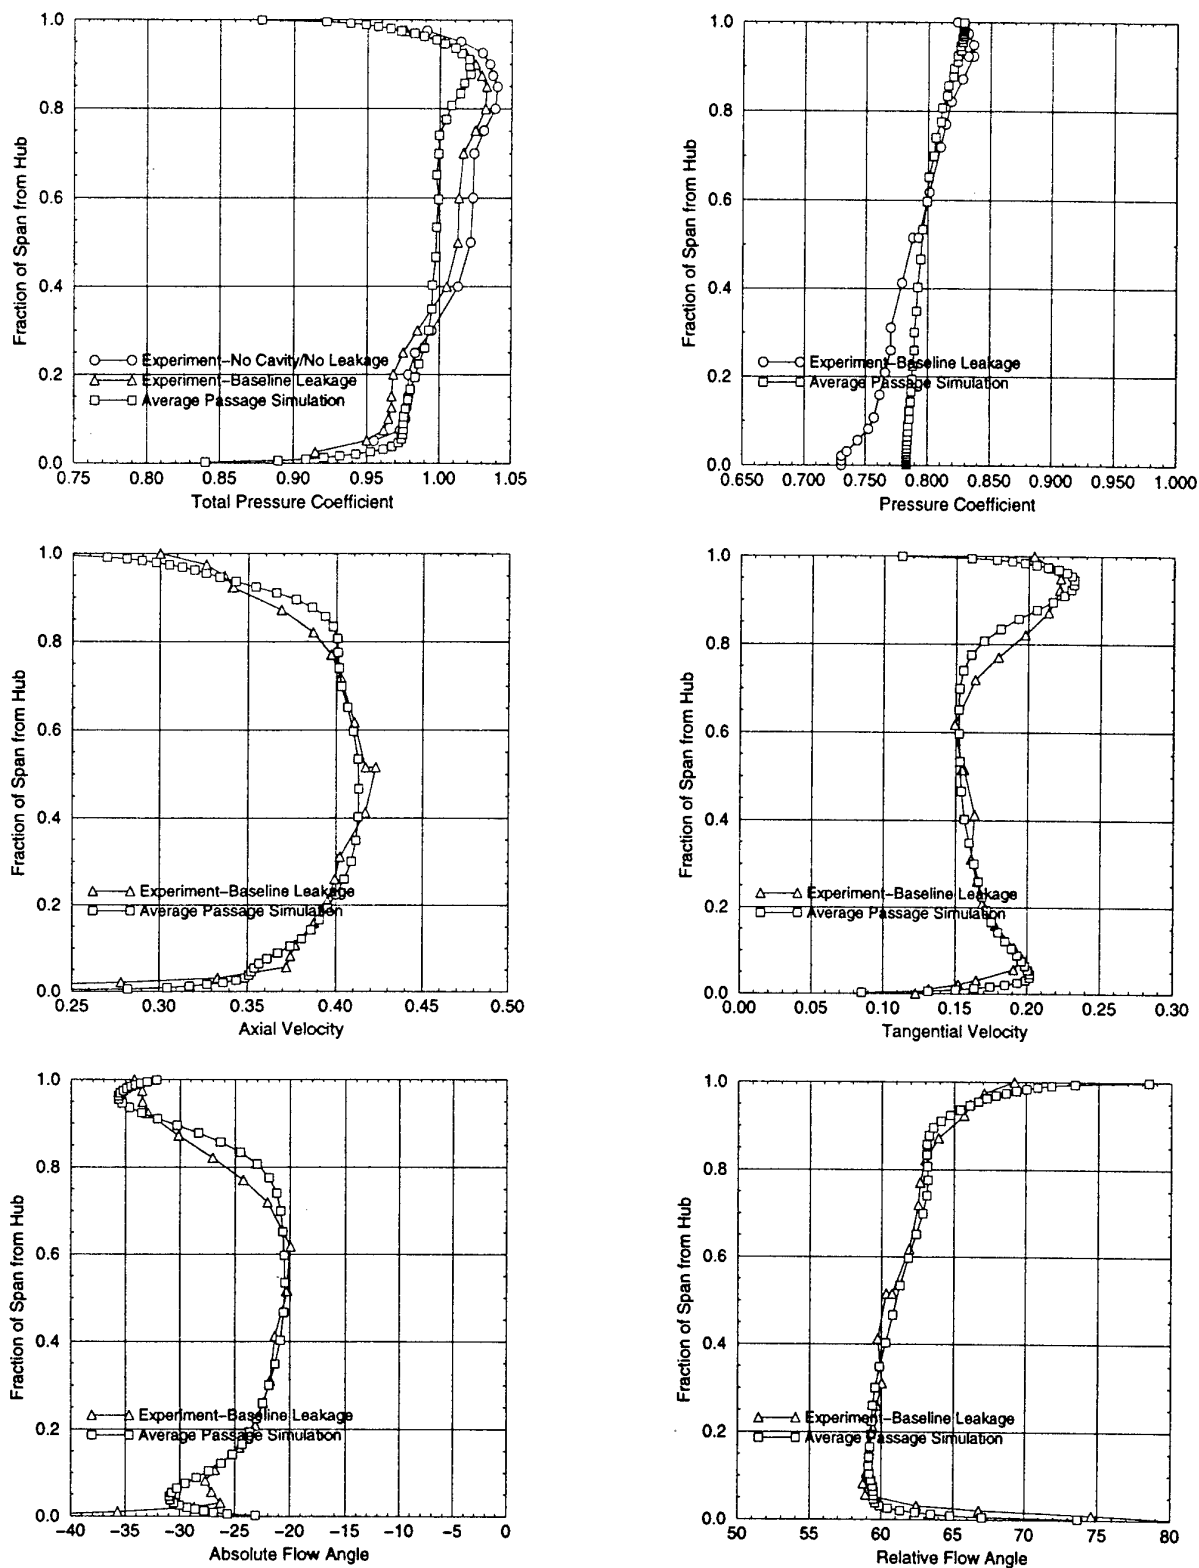 1.0
0.8
0.6
0.4
0.2
0.0
Fraction of Span from Hub
Experiment-No Cavity/No Leakage
Experiment-Baseline Leakage
Average Passage Simulation
0.75 0.80 0.85 0.90 0.95 1.00 1.05
Total Pressure Coefficient
1.0
0.8
0.6
0.4
0.2
0.0
Fraction of Span from Hub
Experiment-Baseline Leakage
Average Passage Simulation
0.650 0.700 0.750 0.800 0.850 0.900 0.950 1.000
Pressure Coefficient
1.0
0.8
0.6
0.4
0.2
0.0
Fraction of Span from Hub
Experiment-Baseline Leakage
Average Passage Simulation
0.25 0.30 0.35 0.40 0.45 0.50
Axial Velocity
1.0
0.8
0.6
0.4
0.2
0.0
Fraction of Span from Hub
Experiment-Baseline Leakage
Average Passage Simulation
0.00 0.05 0.10 0.15 0.20 0.25 0.30
Tangential Velocity
1.0
0.8
0.6
0.4
0.2
0.0
Fraction of Span from Hub
Experiment-Baseline Leakage
Average Passage Simulation
-40 -35 -30 -25 -20 -15 -10 -5 0
Absolute Flow Angle
1.0
0.8
0.6
0.4
0.2
0.0
Fraction of Span from Hub
Experiment-Baseline Leakage
Average Passage Simulation
50 55 60 65 70 75 80
Relative Flow Angle